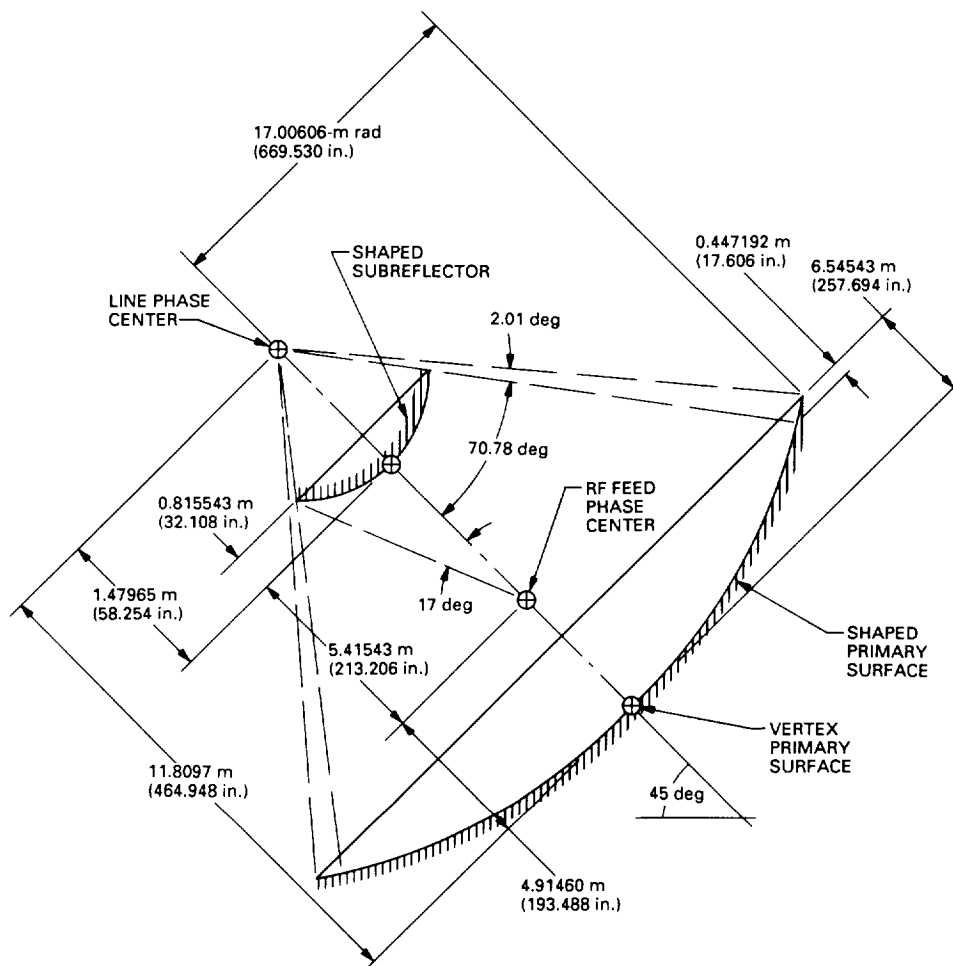 17.00606-m rad
(669.530 in.)
SHAPED
SUBREFLECTOR
0.447192 m
(17.606 in.)
6.54543 m
(257.694 in.)
LINE PHASE
CENTER
2.01 deg
70.78 deg
RF FEED
PHASE
CENTER
0.815543 m
(32.108 in.)
1.47965 m
(58.254 in.)
17 deg
5.41543 m
(213.206 in.)
SHAPED
PRIMARY
SURFACE
VERTEX
PRIMARY
SURFACE
11.8097 m
(464.948 in.)
45 deg
4.91460 m
(193.488 in.)